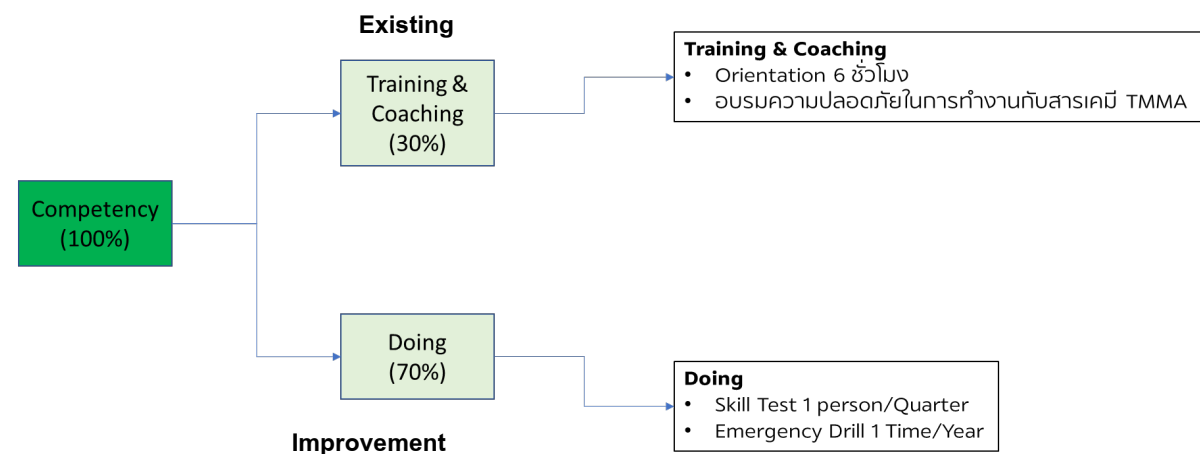 Existing
Training &
Coaching
(30%)
Training & Coaching
• Orientation 6 ชั่วโมง
• อบรมความปลอดภัยในการทำงานกับสารเคมี TMMA
Competency
(100%)
Doing
(70%)
Doing
• Skill Test 1 person/Quarter
• Emergency Drill 1 Time/Year
Improvement